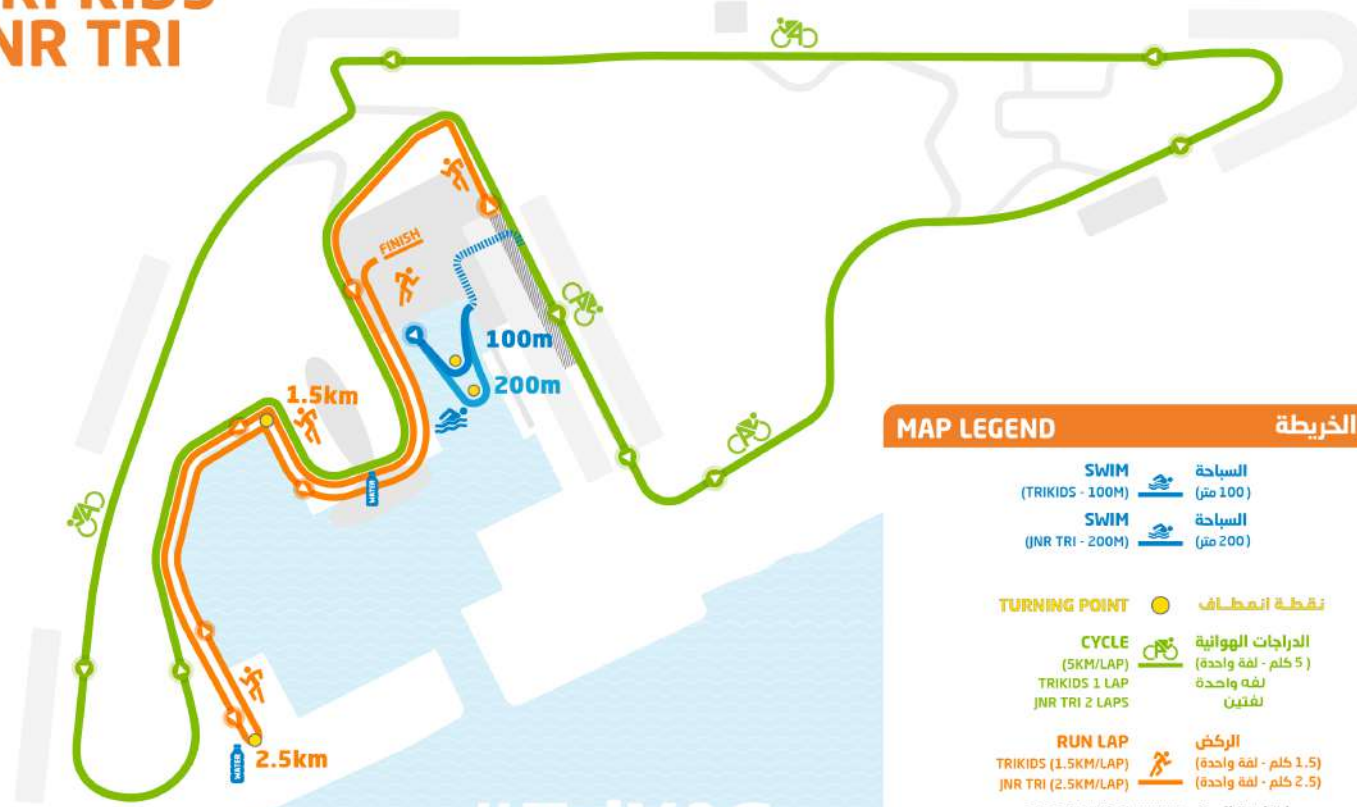 JNR TRI
FINISH
100m
200m
1.5km
WATER
WATER
2.5km
MAP LEGEND
الخريطة
SWIM
(TRIKIDS - 100M)
السباحة
(100 متر)
SWIM
(JNR TRI - 200M)
السباحة
(200 متر)
TURNING POINT
نقطة انعطاف
CYCLE
(5KM/LAP)
TRIKIDS 1 LAP
JNR TRI 2 LAPS
الدراجات الهوائية
(5 كلم - لفة واحدة)
لفه واحدة
لفتين
RUN LAP
TRIKIDS (1.5KM/LAP)
JNR TRI (2.5KM/LAP)
الركض
(1.5 كلم - لفة واحدة)
(2.5 كلم - لفة واحدة)